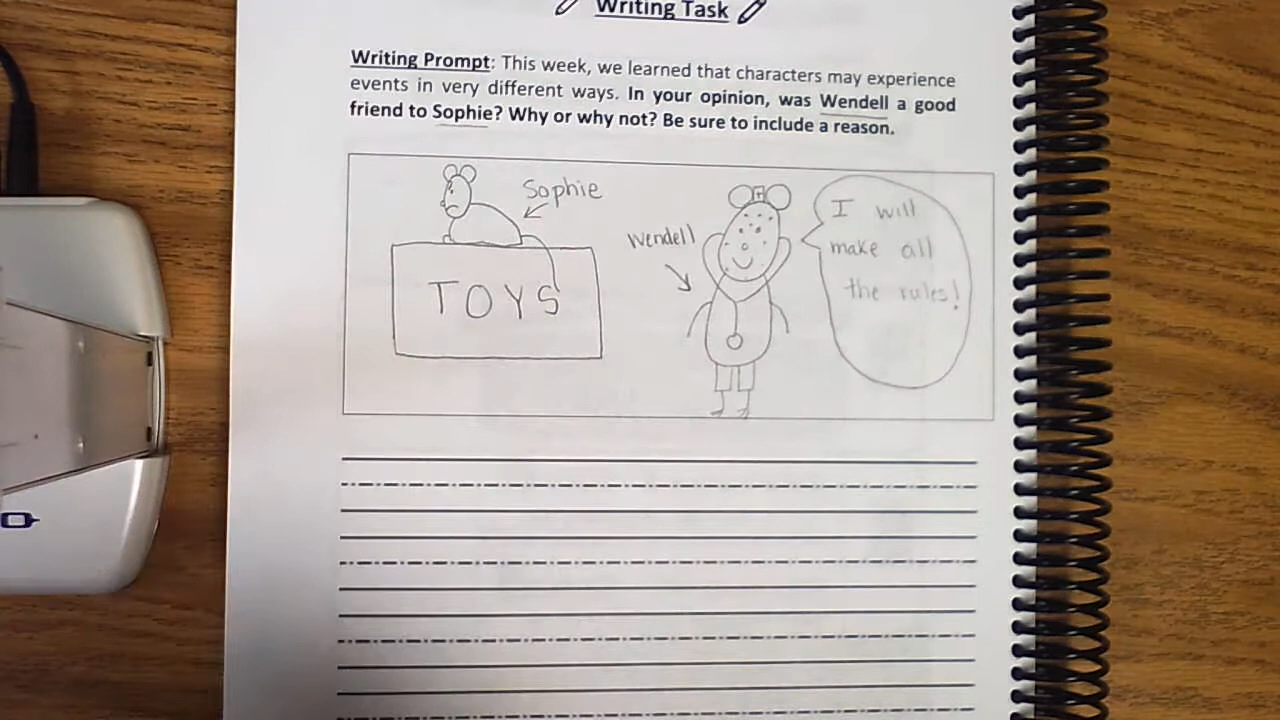 Writing Task
Writing Prompt: This week, we learned that characters may experience
events in very different ways. In your opinion, was Wendell a good
friend to Sophie? Why or why not? Be sure to include a reason.
Sophie
Wendell
I will
make all
the rules!
TOYS